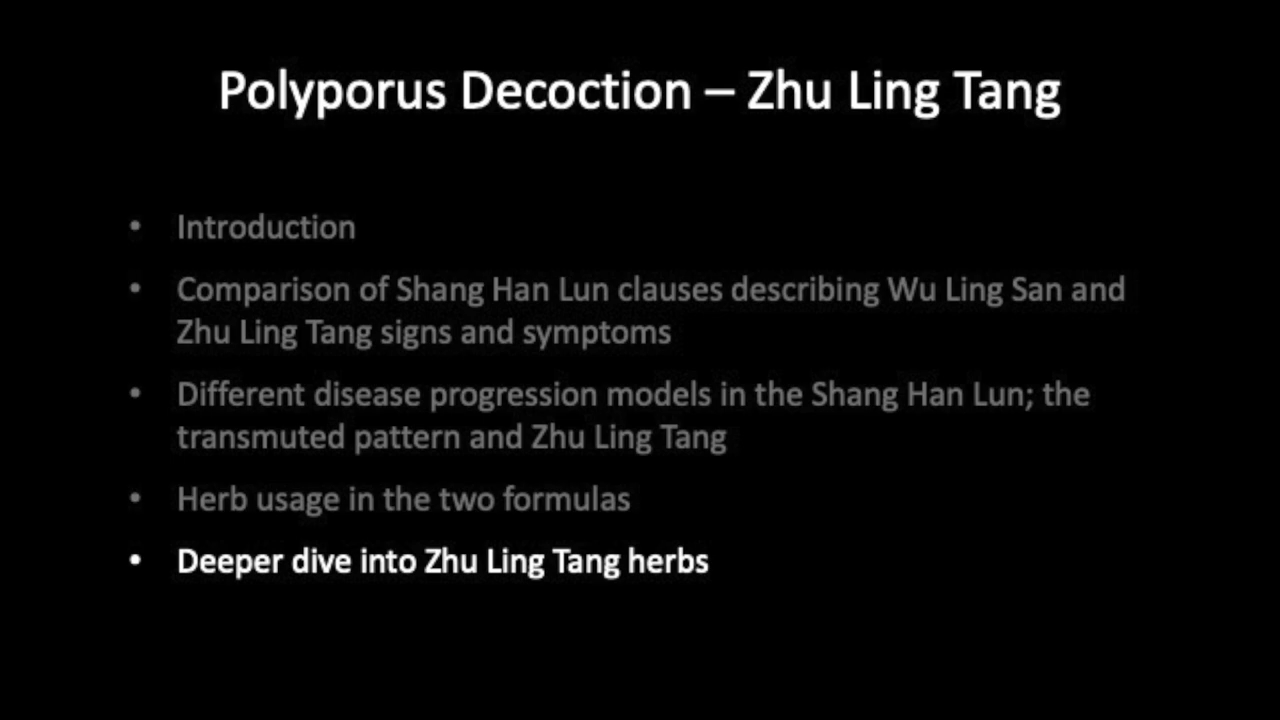 Polyporus Decoction – Zhu Ling Tang
• Introduction
• Comparison of Shang Han Lun clauses describing Wu Ling San and
Zhu Ling Tang signs and symptoms
• Different disease progression models in the Shang Han Lun; the
transmuted pattern and Zhu Ling Tang
• Herb usage in the two formulas
• Deeper dive into Zhu Ling Tang herbs